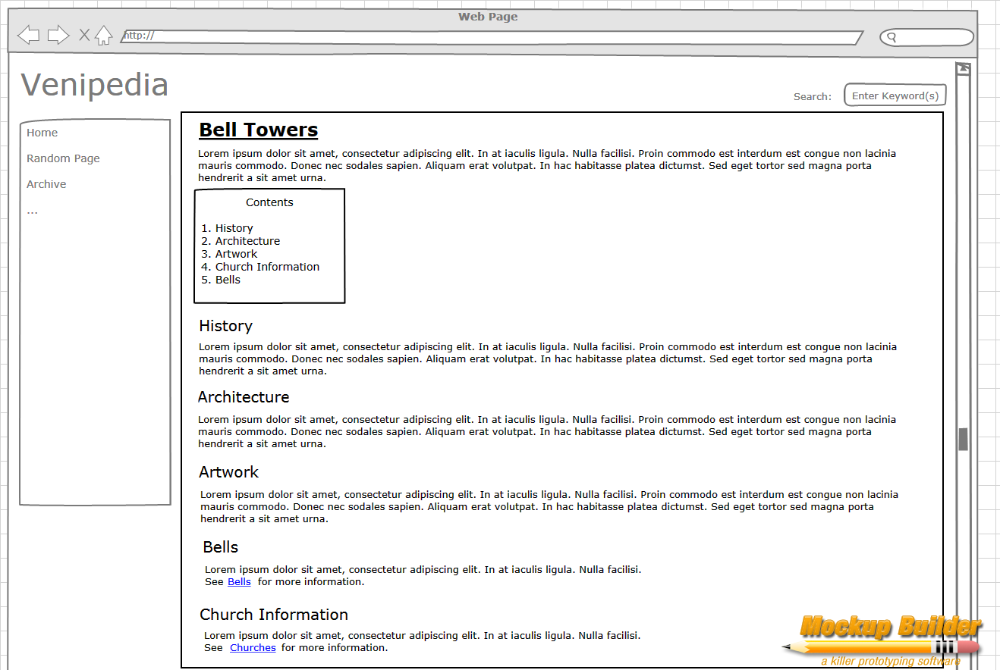 Web Page
http://
Venipedia
Search:
Enter Keyword(s)
Home
Random Page
Archive
...
Bell Towers
Lorem ipsum dolor sit amet, consectetur adipiscing elit. In at iaculis ligula. Nulla facilisi. Proin commodo est interdum est congue non lacinia
mauris commodo. Donec nec sodales sapien. Aliquam erat volutpat. In hac habitasse platea dictumst. Sed eget tortor sed magna porta
hendrerit a sit amet urna.
Contents
1. History
2. Architecture
3. Artwork
4. Church Information
5. Bells
History
Lorem ipsum dolor sit amet, consectetur adipiscing elit. In at iaculis ligula. Nulla facilisi. Proin commodo est interdum est congue non lacinia
mauris commodo. Donec nec sodales sapien. Aliquam erat volutpat. In hac habitasse platea dictumst. Sed eget tortor sed magna porta
hendrerit a sit amet urna.
Architecture
Lorem ipsum dolor sit amet, consectetur adipiscing elit. In at iaculis ligula. Nulla facilisi. Proin commodo est interdum est congue non lacinia
mauris commodo. Donec nec sodales sapien. Aliquam erat volutpat. In hac habitasse platea dictumst. Sed eget tortor sed magna porta
hendrerit a sit amet urna.
Artwork
Lorem ipsum dolor sit amet, consectetur adipiscing elit. In at iaculis ligula. Nulla facilisi. Proin commodo est interdum est congue non lacinia
mauris commodo. Donec nec sodales sapien. Aliquam erat volutpat. In hac habitasse platea dictumst. Sed eget tortor sed magna porta
hendrerit a sit amet urna.
Bells
Lorem ipsum dolor sit amet, consectetur adipiscing elit. In at iaculis ligula. Nulla facilisi.
See Bells for more information.
Church Information
Lorem ipsum dolor sit amet, consectetur adipiscing elit. In at iaculis ligula. Nulla facilisi.
See Churches for more information.
Mockup Builder
a killer prototyping software